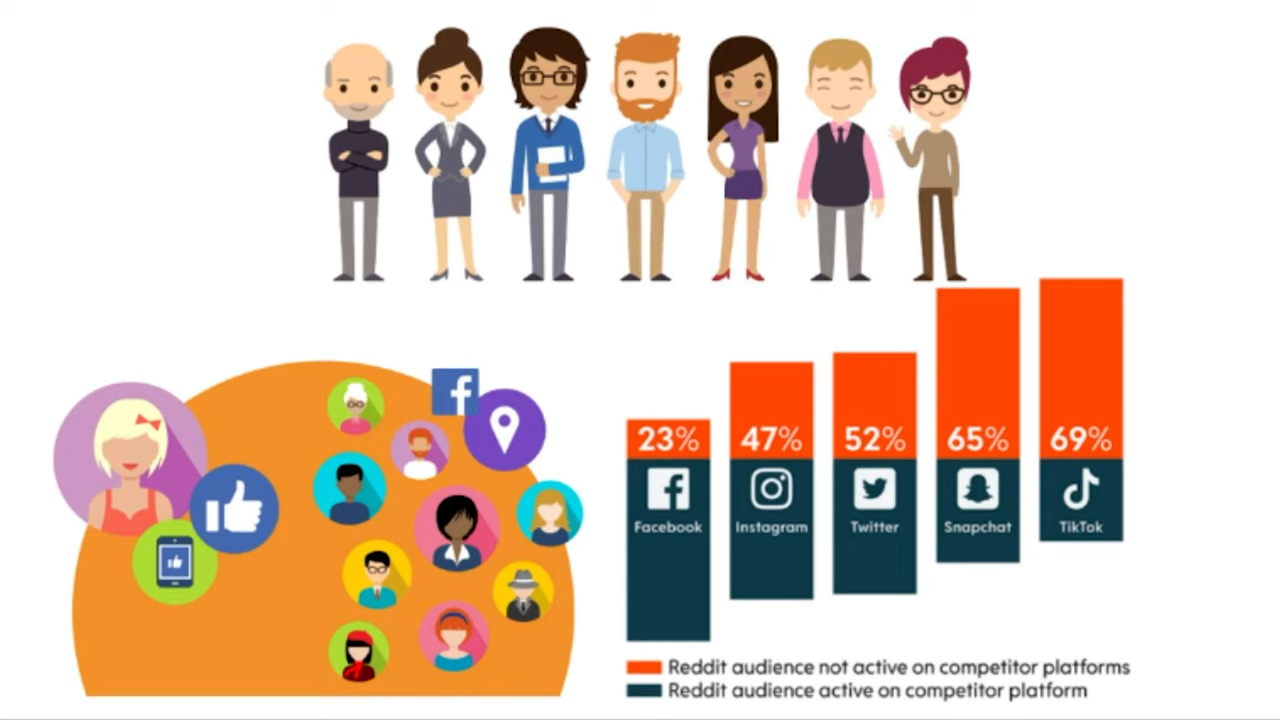 23% 47% 52% 65% 69%
Facebook Instagram Twitter Snapchat TikTok
Reddit audience not active on competitor platforms
Reddit audience active on competitor platform